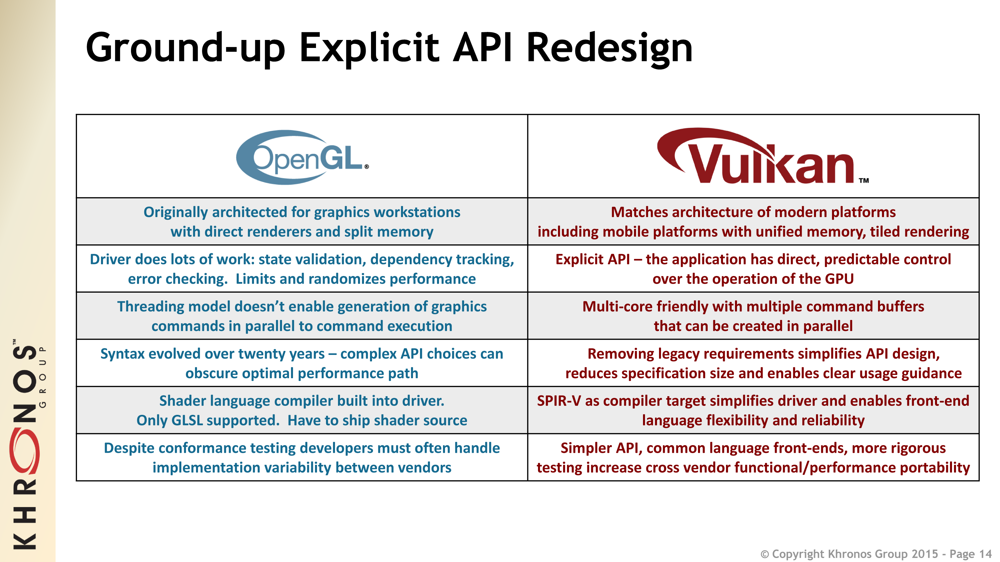 Ground-up Explicit API Redesign
OpenGL®
Vulkan™
Originally architected for graphics workstations
with direct renderers and split memory
Matches architecture of modern platforms
including mobile platforms with unified memory, tiled rendering
Driver does lots of work: state validation, dependency tracking,
error checking.  Limits and randomizes performance
Explicit API – the application has direct, predictable control
over the operation of the GPU
Threading model doesn’t enable generation of graphics
commands in parallel to command execution
Multi-core friendly with multiple command buffers
that can be created in parallel
Syntax evolved over twenty years – complex API choices can
obscure optimal performance path
Removing legacy requirements simplifies API design,
reduces specification size and enables clear usage guidance
Shader language compiler built into driver.
Only GLSL supported.  Have to ship shader source
SPIR-V as compiler target simplifies driver and enables front-end
language flexibility and reliability
Despite conformance testing developers must often handle
implementation variability between vendors
Simpler API, common language front-ends, more rigorous
testing increase cross vendor functional/performance portability
KHRONOS™
GROUP
© Copyright Khronos Group 2015 - Page 14